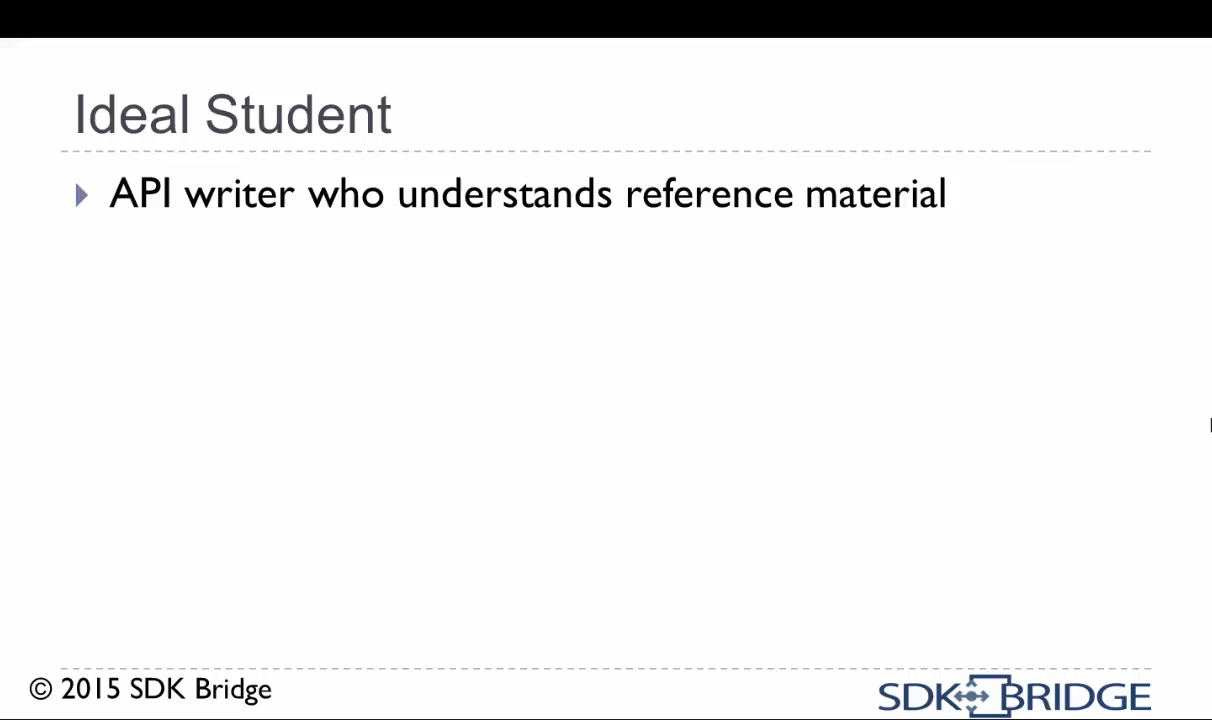 Ideal Student
API writer who understands reference material
© 2015 SDK Bridge
SDK BRIDGE